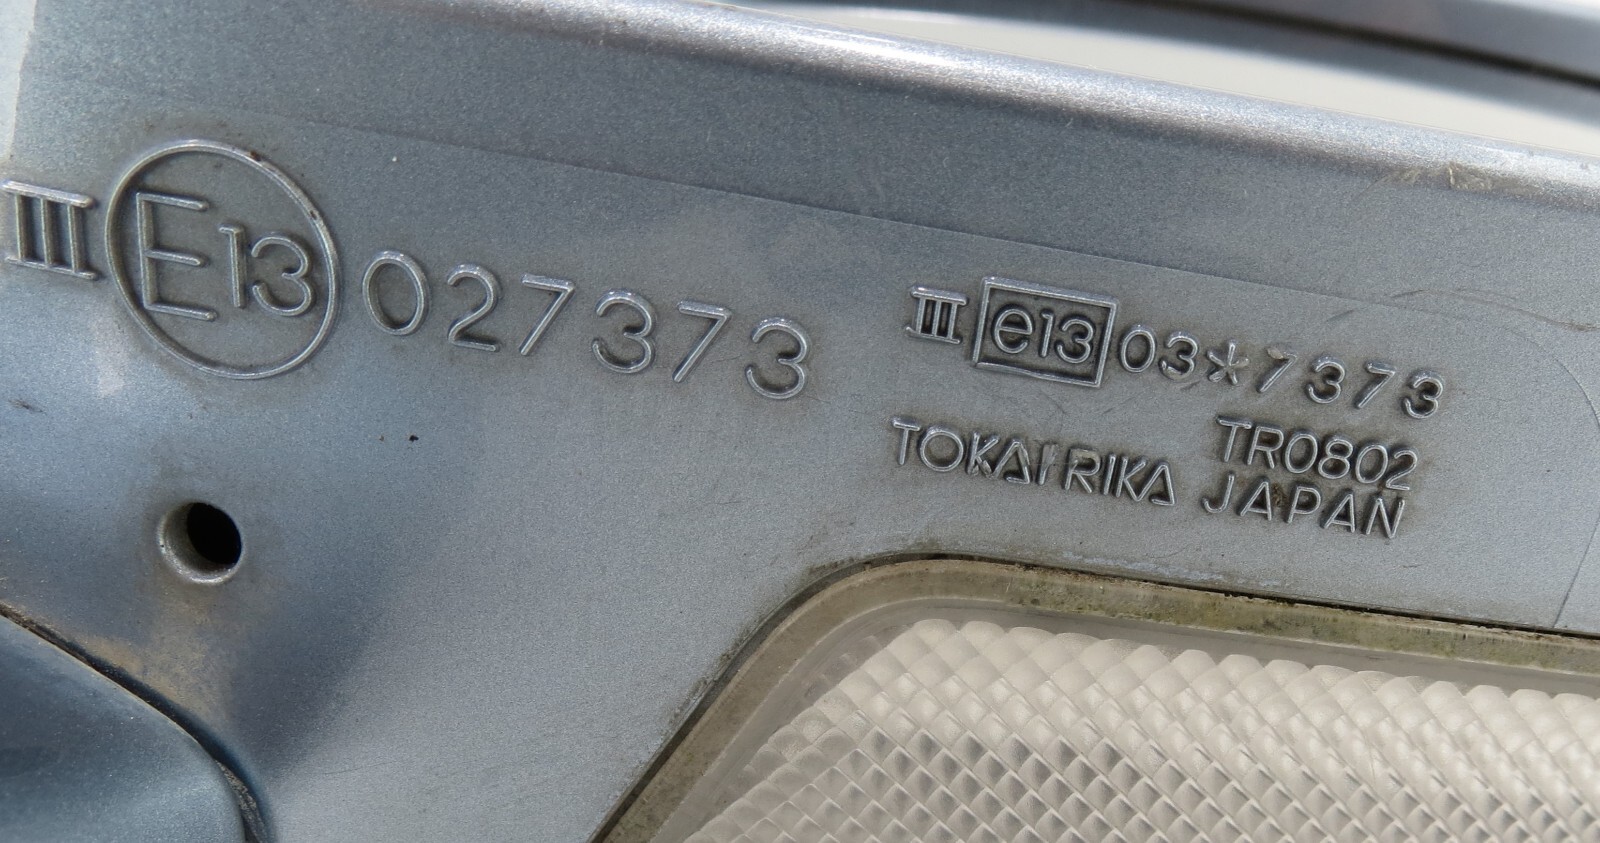 III E13 027373
III e13 03*7373
TR0802
TOKAI RIKA JAPAN